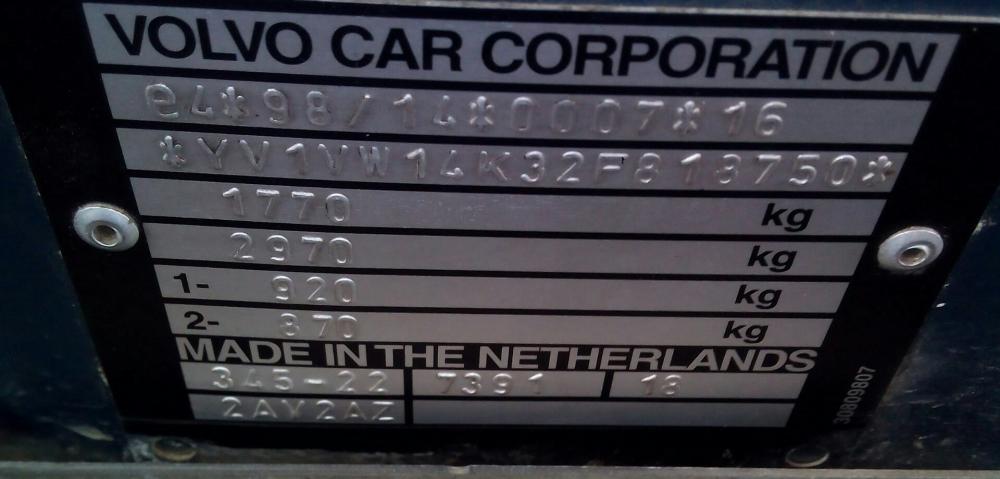 VOLVO CAR CORPORATION
e4*98/14*0007*16
*YV1VW14K32F813750*
1770 kg
2970 kg
1- 920 kg
2- 870 kg
MADE IN THE NETHERLANDS
345-22 7391 18
2AY2AZ
30809807